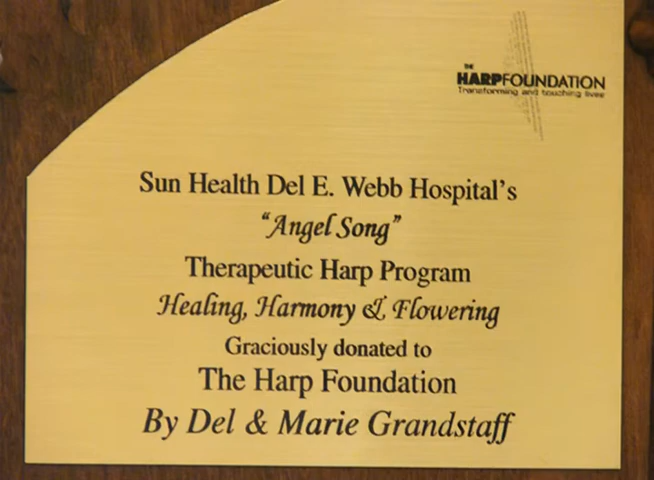 THE
HARPFOUNDATION
Transforming and touching lives
Sun Health Del E. Webb Hospital's
"Angel Song"
Therapeutic Harp Program
Healing, Harmony & Flowering
Graciously donated to
The Harp Foundation
By Del & Marie Grandstaff